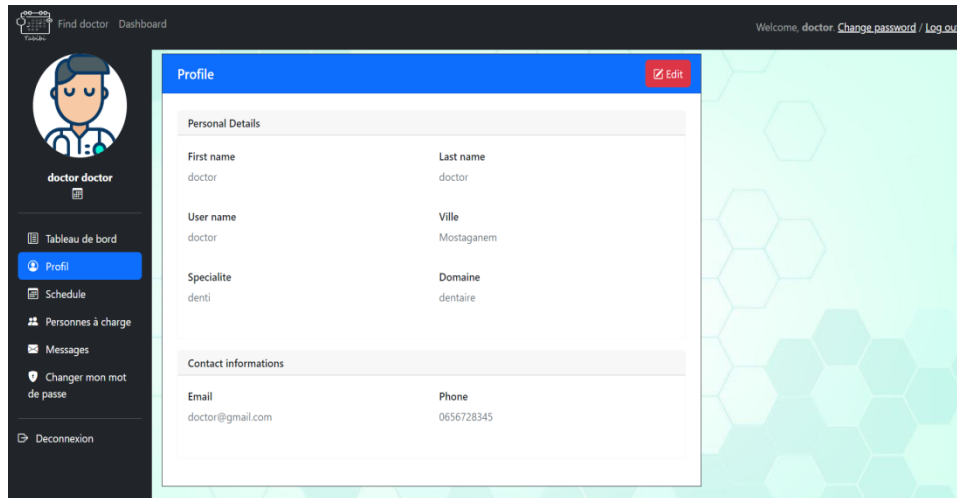 Tabibi
Find doctor Dashboard
Welcome, doctor. Change password / Log out
doctor doctor
Tableau de bord
Profil
Schedule
Personnes à charge
Messages
Changer mon mot
de passe
Deconnexion
Profile
Edit
Personal Details
First name Last name
doctor doctor
User name Ville
doctor Mostaganem
Specialite Domaine
denti dentaire
Contact informations
Email Phone
doctor@gmail.com 0656728345